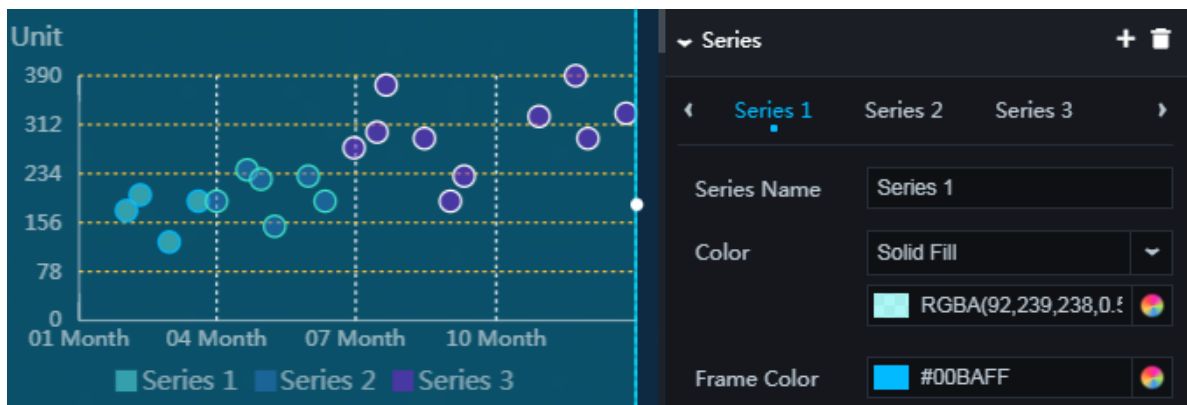 Unit
390
312
234
156
78
0
01 Month 04 Month 07 Month 10 Month
Series 1 Series 2 Series 3
Series
Series 1 Series 2 Series 3
Series Name Series 1
Color Solid Fill
RGBA(92,239,238,0.5
Frame Color #00BAFF